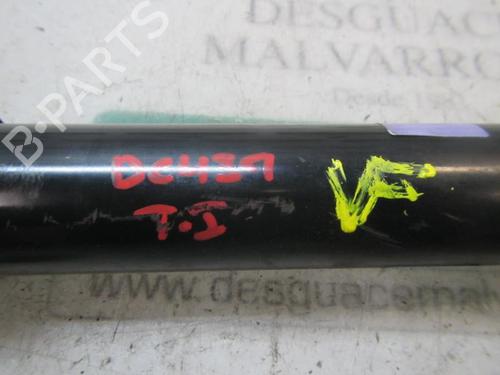 B-PARTS
DESGUAC
MALVARRO
Desde
DC437
T.I
V
www.desguacemal